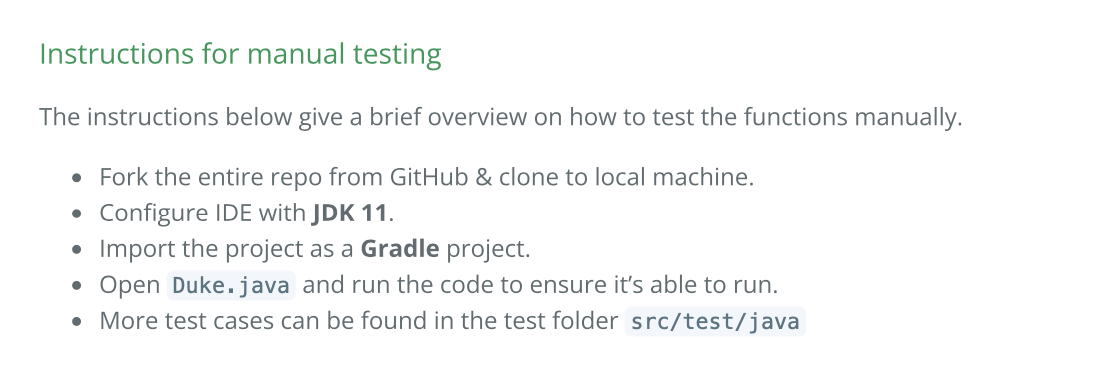 Instructions for manual testing
The instructions below give a brief overview on how to test the functions manually.
Fork the entire repo from GitHub & clone to local machine.
Configure IDE with JDK 11.
Import the project as a Gradle project.
Open Duke.java and run the code to ensure it’s able to run.
More test cases can be found in the test folder src/test/java